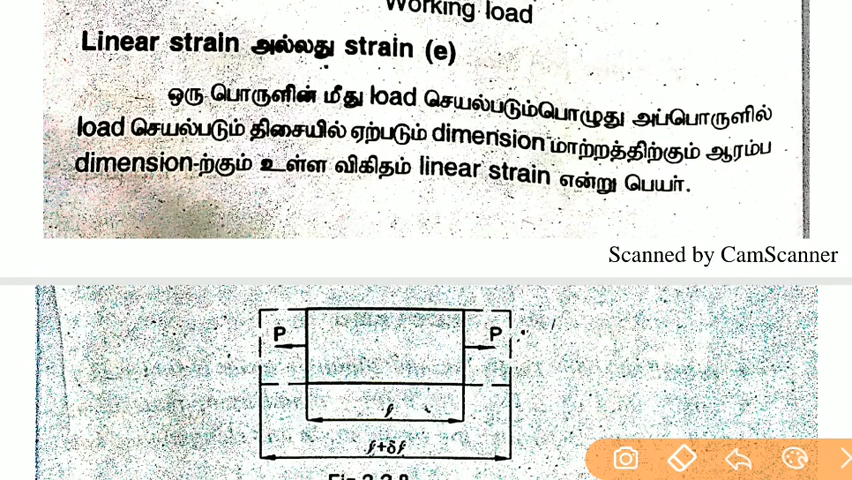 Working load
Linear strain அல்லது strain (e)
ஒரு பொருளின் மீது load செயல்படும்பொழுது அப்பொருளில்
load செயல்படும் திசையில் ஏற்படும் dimension மாற்றத்திற்கும் ஆரம்ப
dimension-ற்கும் உள்ள விகிதம் linear strain என்று பெயர்.
Scanned by CamScanner
P P
l
l+δl